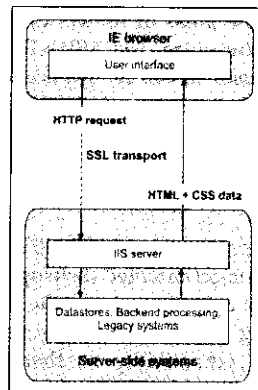 IE browser
User interface
HTTP request
SSL transport
HTML + CSS data
IIS server
Datastores, Backend processing,
Legacy systems
Server-side systems